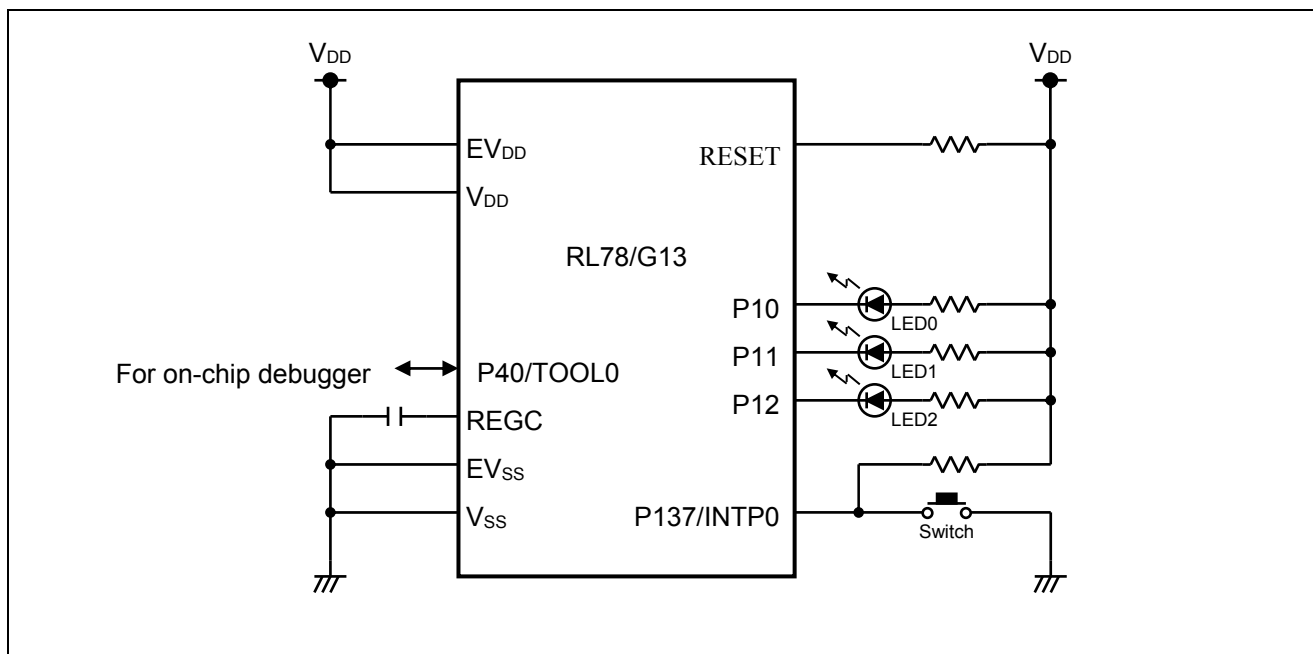 VDD
VDD
EVDD
RESET
VDD
RL78/G13
P10
LED0
P11
LED1
For on-chip debugger
P40/TOOL0
P12
LED2
REGC
EVSS
VSS
P137/INTP0
Switch